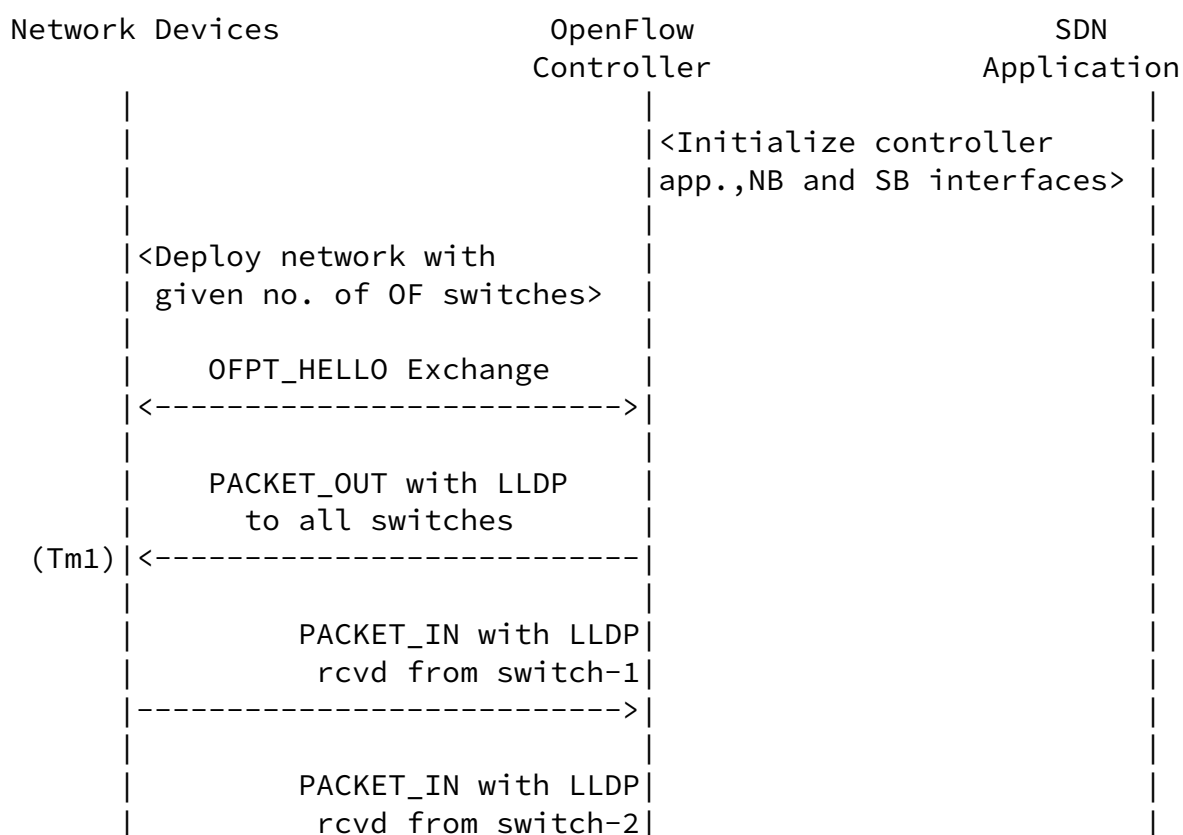 Network Devices               OpenFlow                    SDN
                             Controller               Application
      |                            |                           |
      |                            |<Initialize controller     |
      |                            |app.,NB and SB interfaces> |
      |                            |                           |
      |<Deploy network with        |                           |
      | given no. of OF switches>  |                           |
      |                            |                           |
      |    OFPT_HELLO Exchange     |                           |
      |<-------------------------->|                           |
      |                            |                           |
      |    PACKET_OUT with LLDP    |                           |
      |      to all switches       |                           |
 (Tm1)|<---------------------------|                           |
      |                            |                           |
      |         PACKET_IN with LLDP|                           |
      |          rcvd from switch-1|                           |
      |--------------------------->|                           |
      |                            |                           |
      |         PACKET_IN with LLDP|                           |
      |          rcvd from switch-2|                           |